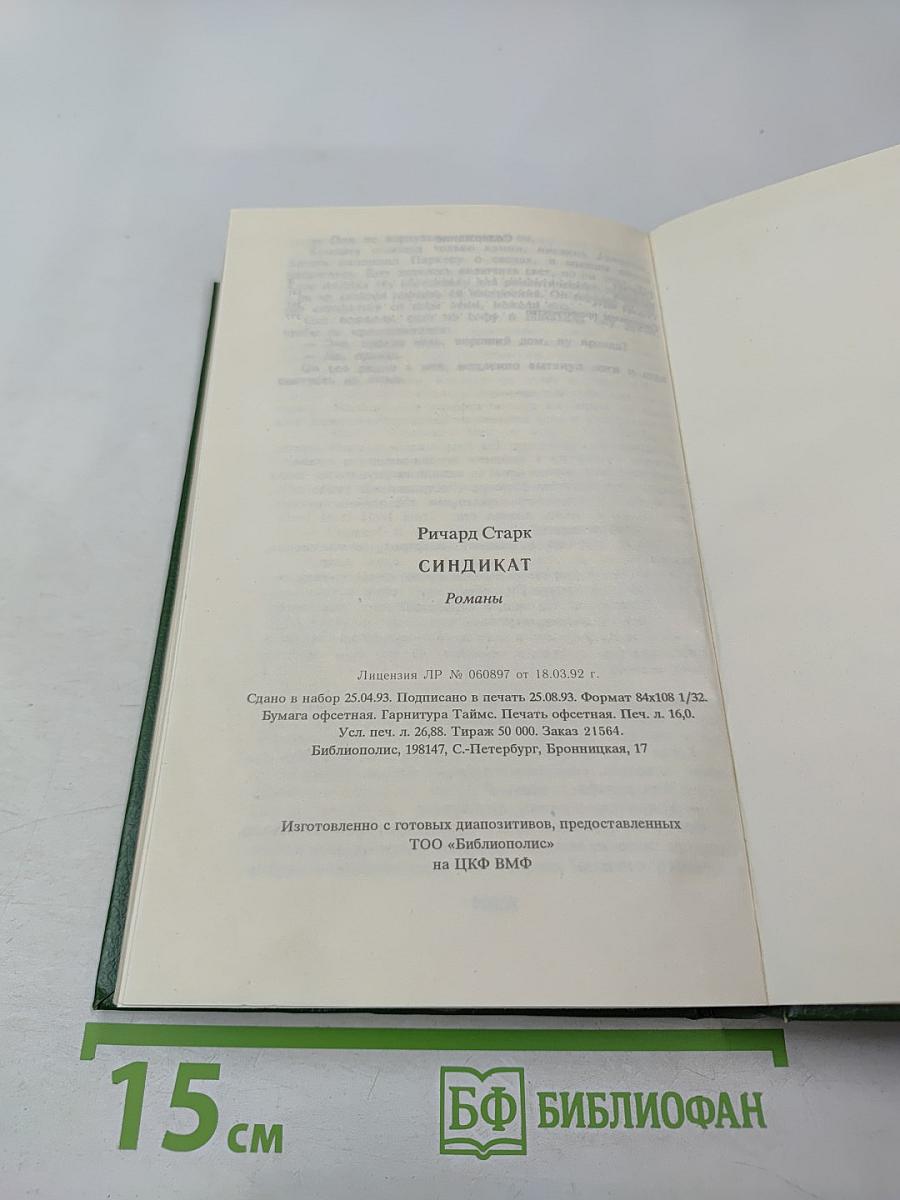 Ричард Старк
СИНДИКАТ
Романы
Лицензия ЛР № 060897 от 18.03.92 г.
Сдано в набор 25.04.93. Подписано в печать 25.08.93. Формат 84x108 1/32.
Бумага офсетная. Гарнитура Таймс. Печать офсетная. Печ. л. 16,0.
Усл. печ. л. 26,88. Тираж 50 000. Заказ 21564.
Библиополис, 198147, С.-Петербург, Бронницкая, 17
Изготовленно с готовых диапозитивов, предоставленных
ТОО «Библиополис»
на ЦКФ ВМФ
15 см
БФ БИБЛИОФАН